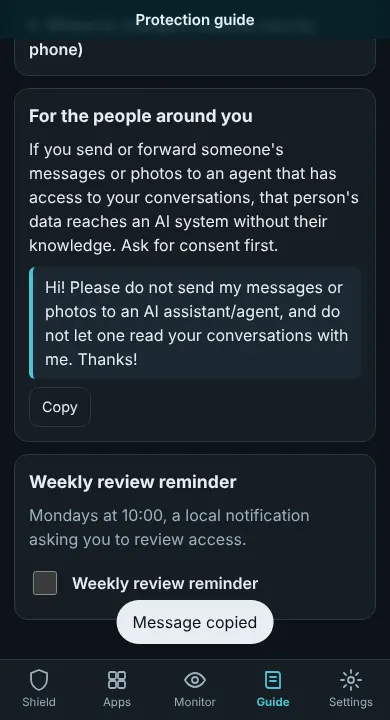 Protection guide
phone)
For the people around you
If you send or forward someone's
messages or photos to an agent that has
access to your conversations, that person's
data reaches an AI system without their
knowledge. Ask for consent first.
Hi! Please do not send my messages or
photos to an AI assistant/agent, and do
not let one read your conversations with
me. Thanks!
Copy
Weekly review reminder
Mondays at 10:00, a local notification
asking you to review access.
Weekly review reminder
Message copied
Shield
Apps
Monitor
Guide
Settings